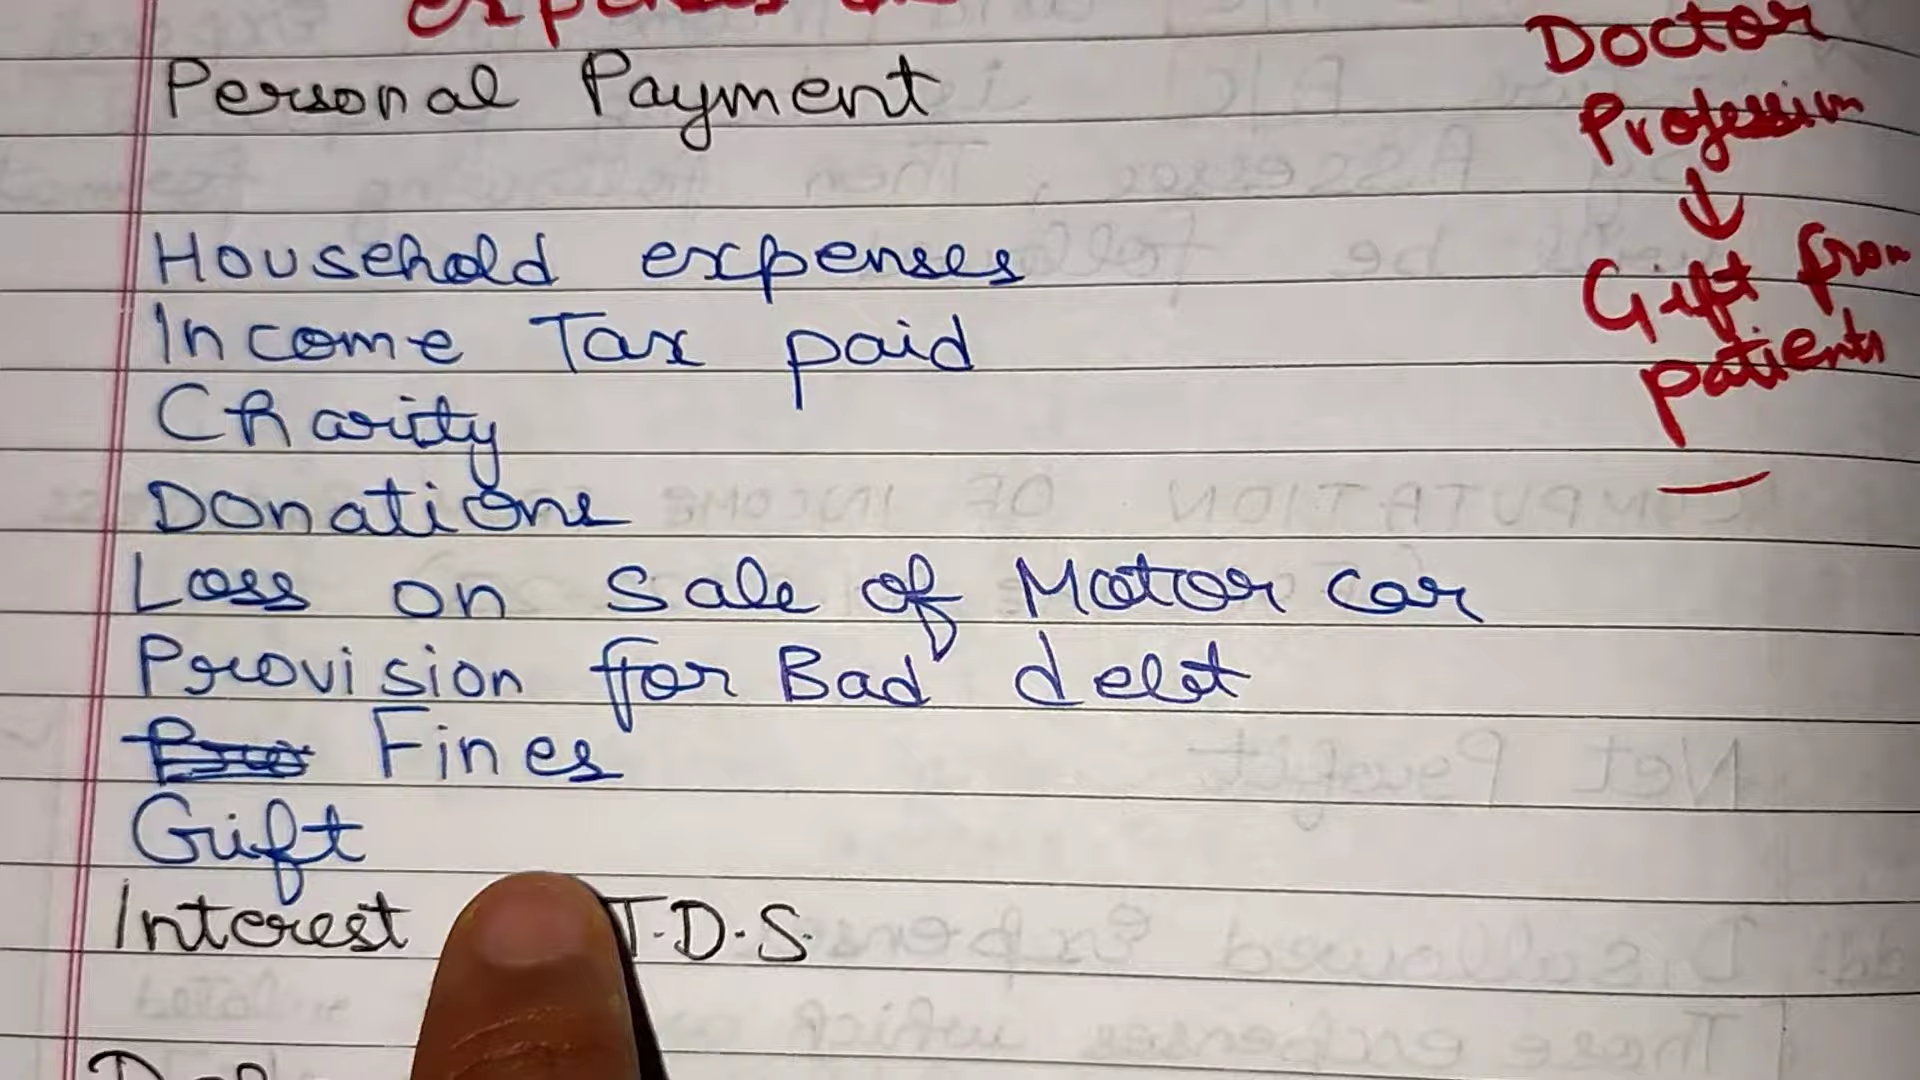 expenses
Personal Payment
Household expenses
Income Tax paid
Charity
Donations
Loss on Sale of Motor car
Provision for Bad debt
Fines
Gift
Interest T.D.S.
Doctor
Profession
↓
Gift from
patients